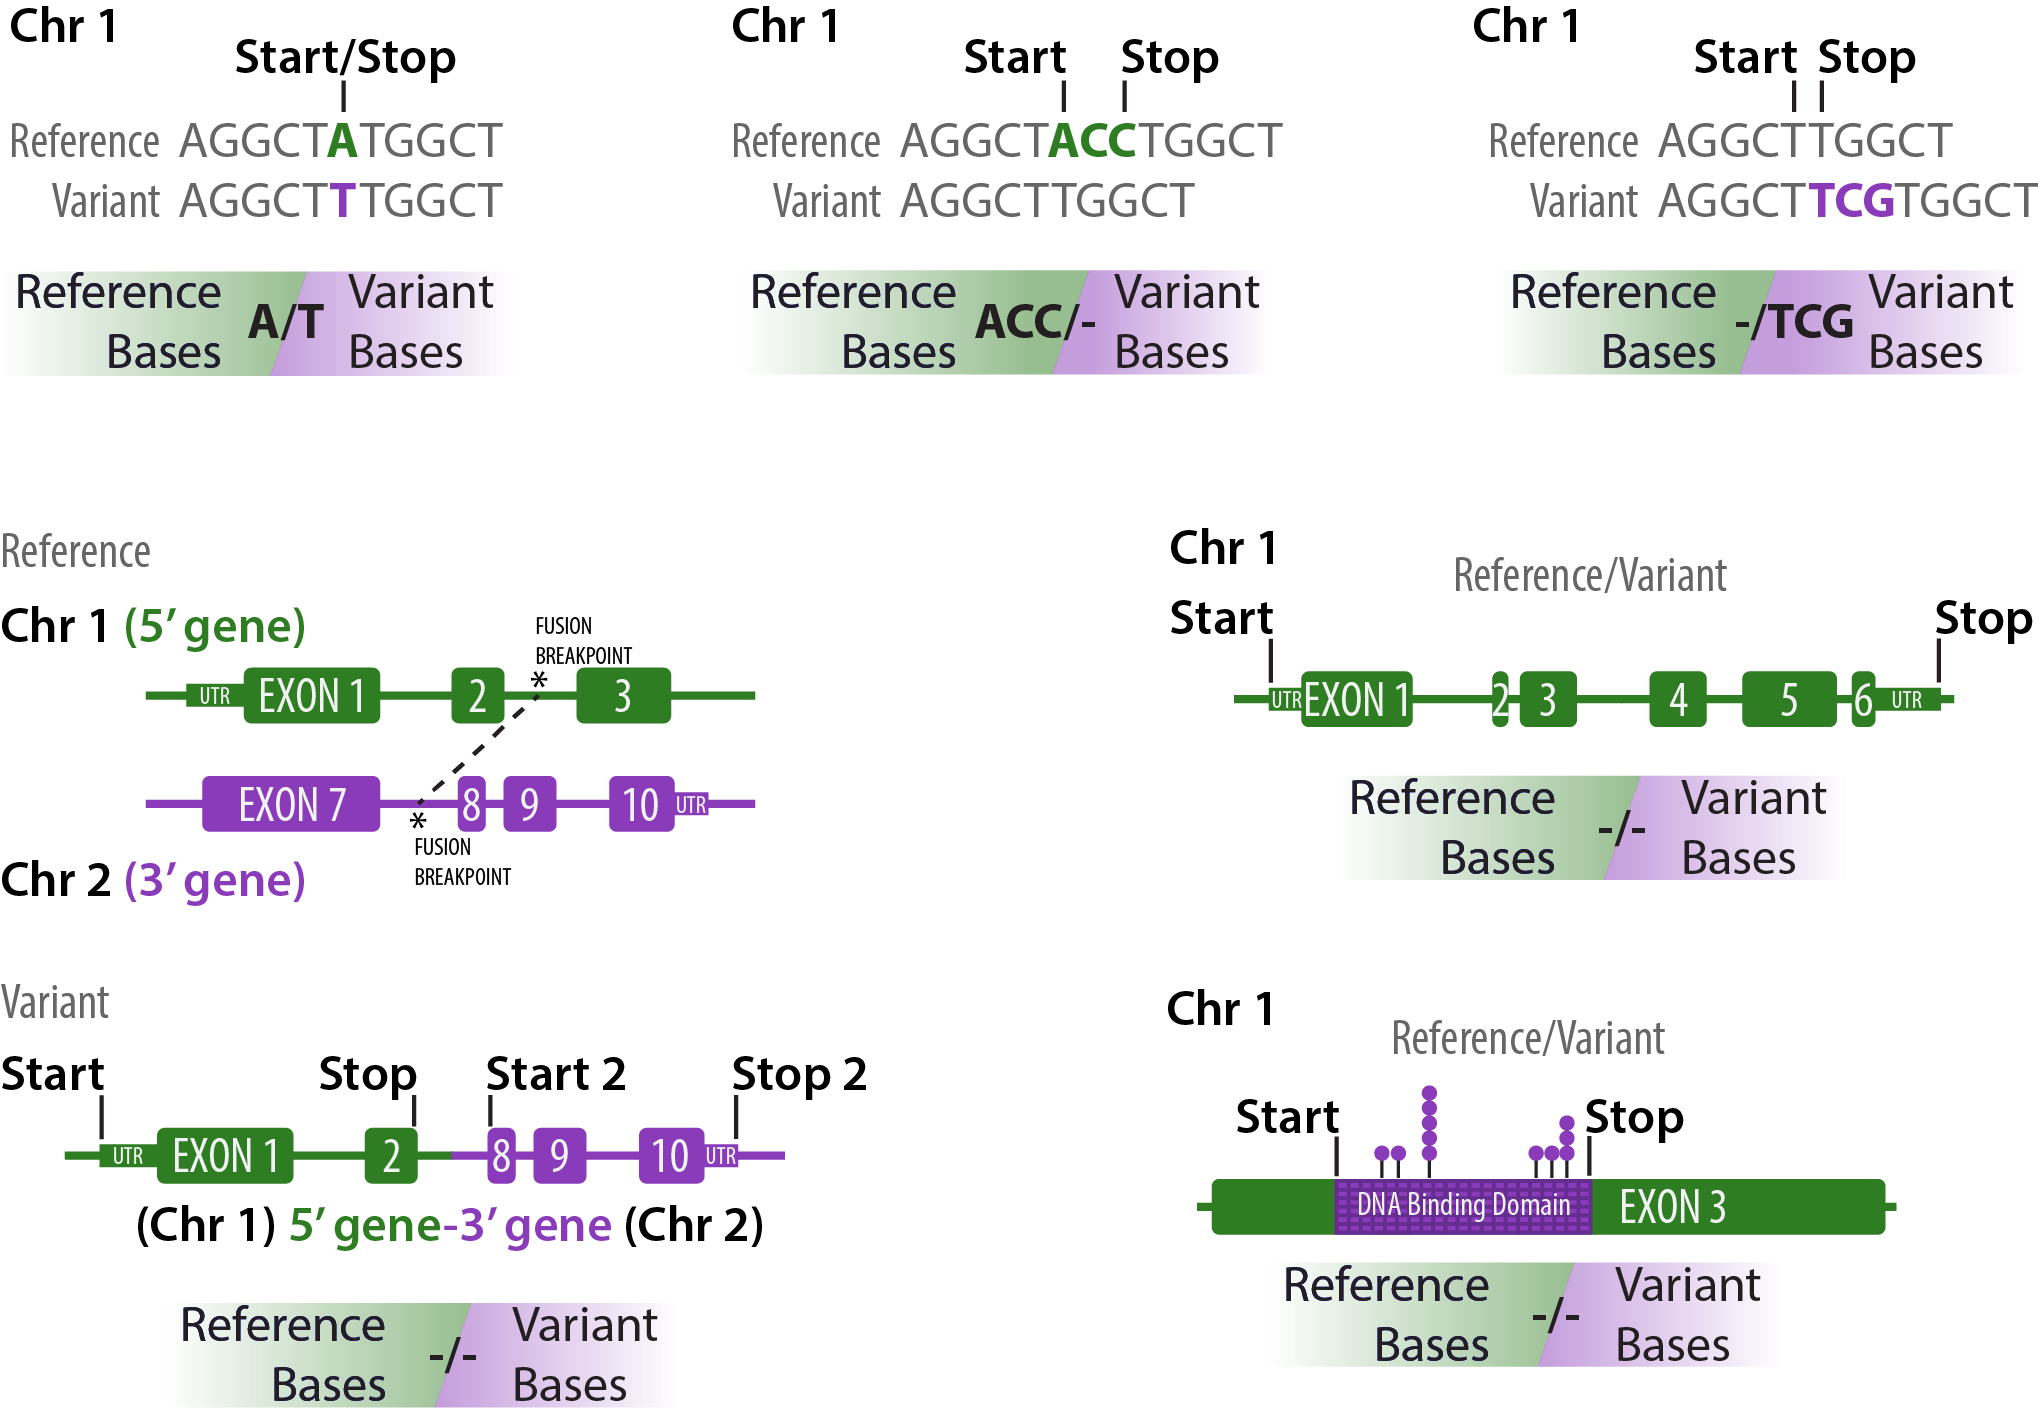 Chr 1
Start/Stop
Reference AGGCTATGGCT
Variant AGGCTTTGGCT
Reference Bases A/T Variant Bases
Chr 1
Start Stop
Reference AGGCTACCTGGCT
Variant AGGCTTGGCT
Reference Bases ACC/- Variant Bases
Chr 1
Start Stop
Reference AGGCTTGGCT
Variant AGGCTTCGTGGCT
Reference Bases -/TCG Variant Bases
Reference
Chr 1 (5’ gene)
FUSION
BREAKPOINT
*
UTR EXON 1 2 3
EXON 7 8 9 10 UTR
*
FUSION
BREAKPOINT
Chr 2 (3’ gene)
Variant
Start Stop Start 2 Stop 2
UTR EXON 1 2 8 9 10 UTR
(Chr 1) 5’ gene-3’ gene (Chr 2)
Reference Bases -/- Variant Bases
Chr 1
Reference/Variant
Start Stop
UTR EXON 1 2 3 4 5 6 UTR
Reference Bases -/- Variant Bases
Chr 1
Reference/Variant
Start Stop
DNA Binding Domain EXON 3
Reference Bases -/- Variant Bases